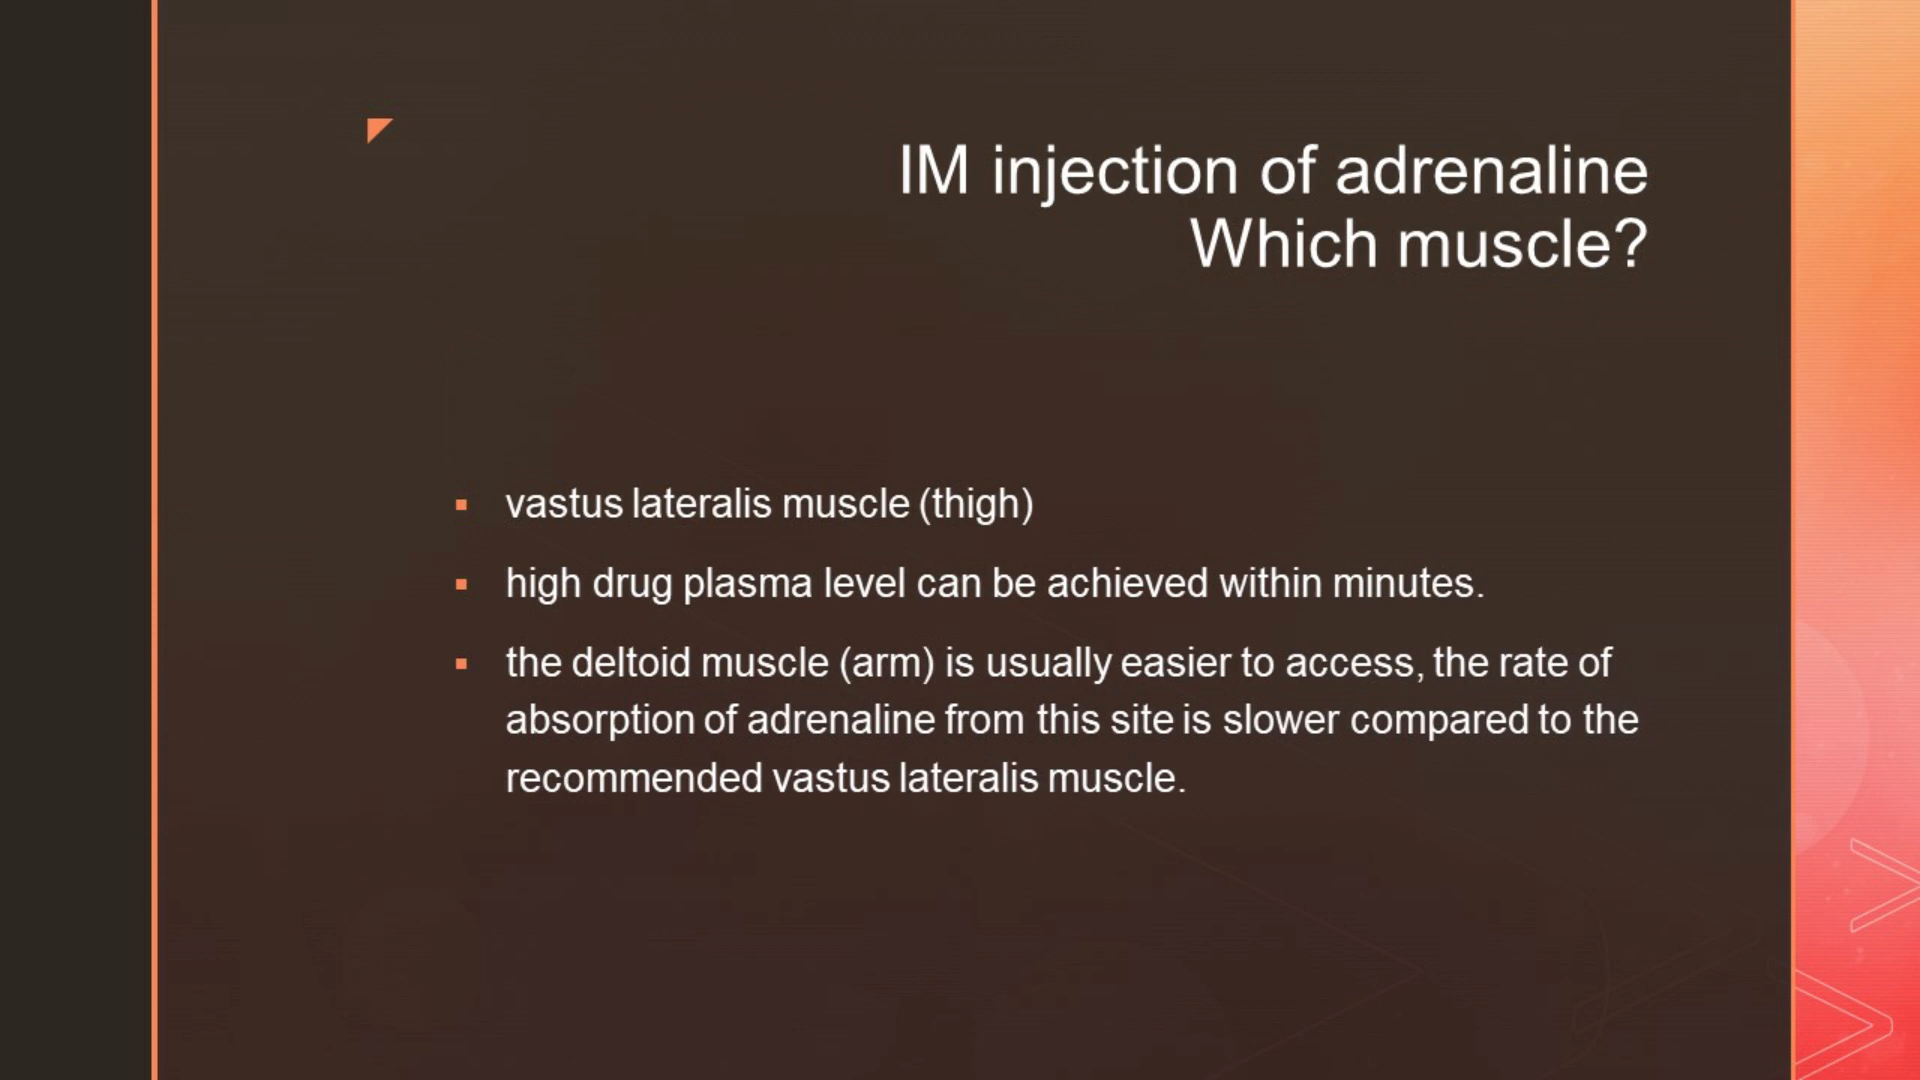 IM injection of adrenaline
Which muscle?
▪ vastus lateralis muscle (thigh)
▪ high drug plasma level can be achieved within minutes.
▪ the deltoid muscle (arm) is usually easier to access, the rate of
absorption of adrenaline from this site is slower compared to the
recommended vastus lateralis muscle.